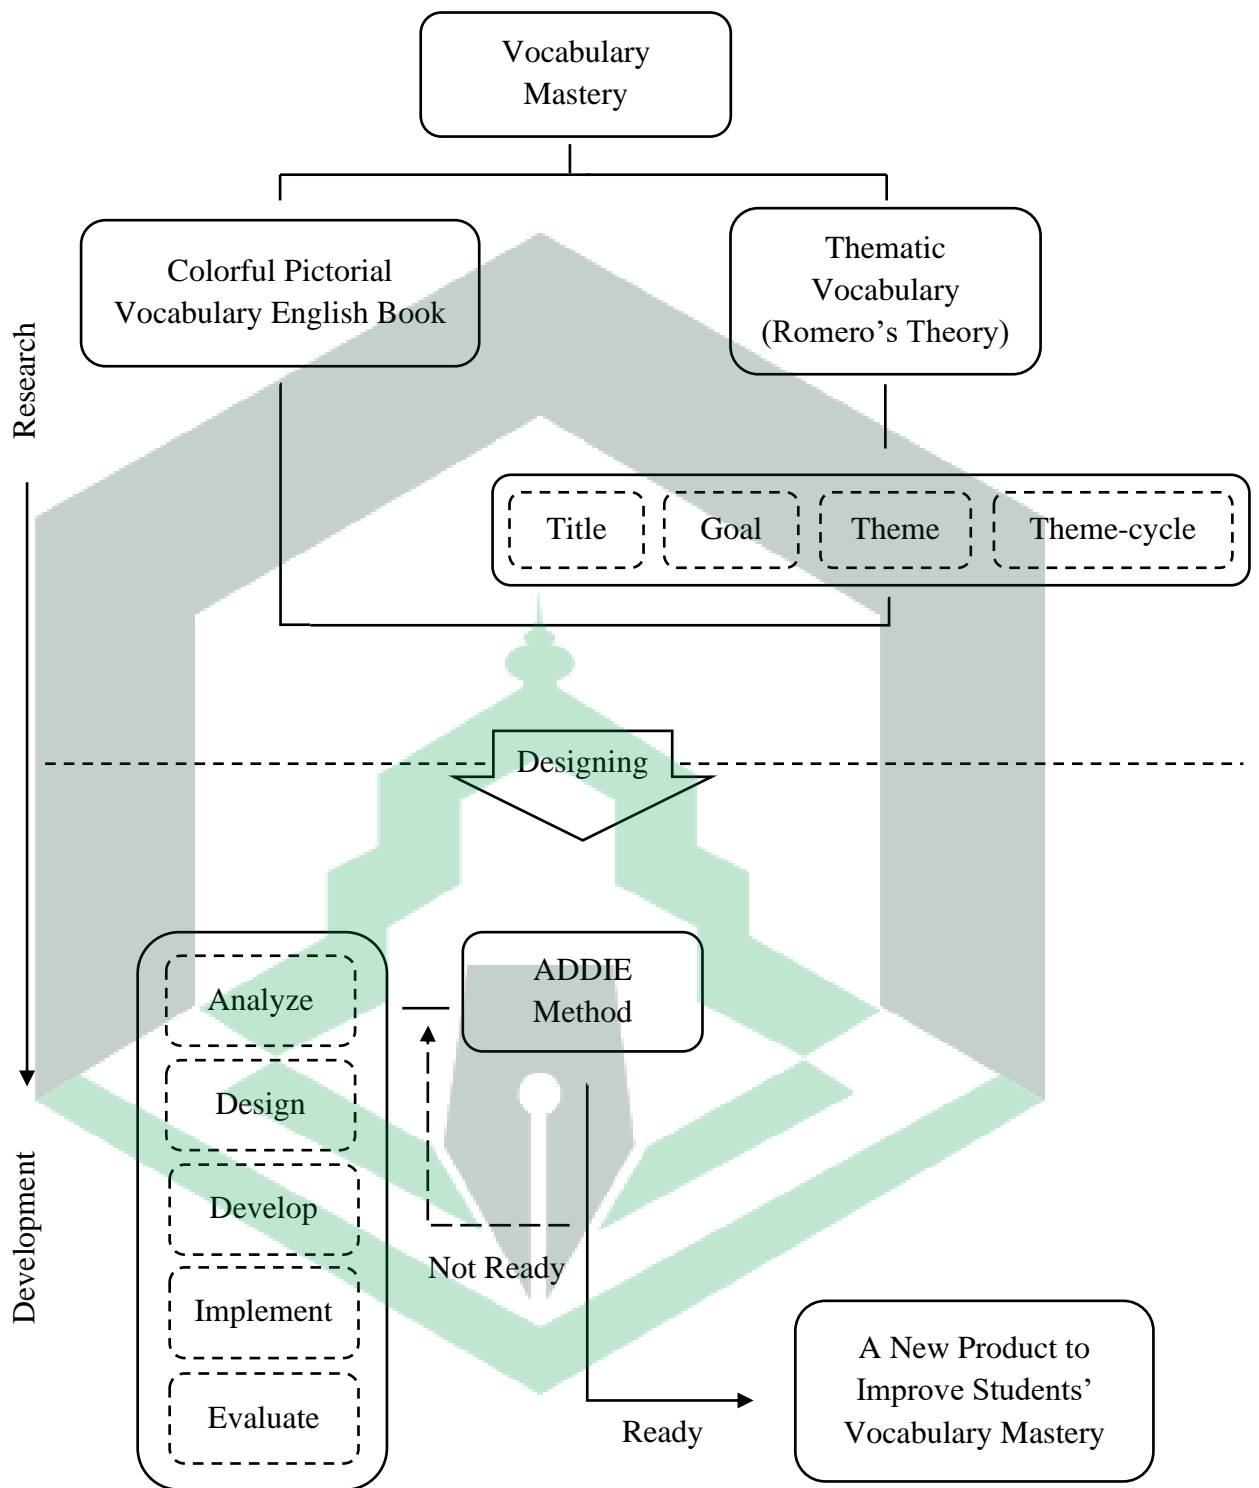 Vocabulary
Mastery
Colorful Pictorial
Vocabulary English Book
Thematic
Vocabulary
(Romero’s Theory)
Research
Title
Goal
Theme
Theme-cycle
Designing
ADDIE
Method
Analyze
Design
Develop
Implement
Evaluate
Development
Not Ready
Ready
A New Product to
Improve Students’
Vocabulary Mastery